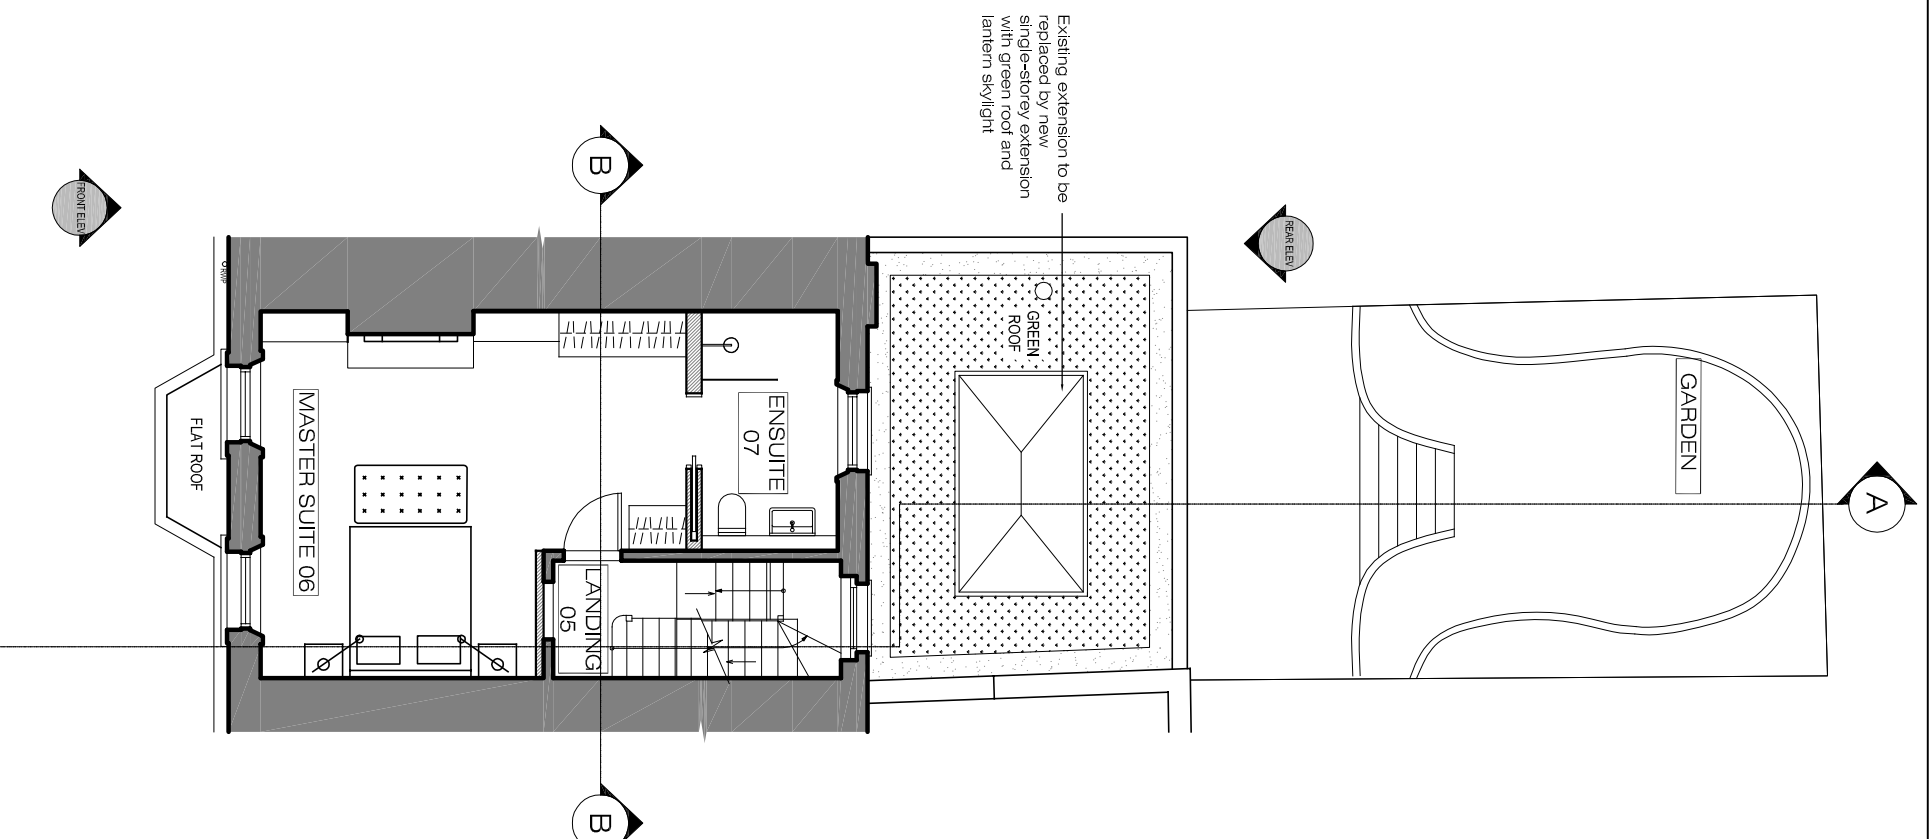 Existing extension to be
replaced by new
single-storey extension
with green roof and
lantern skylight
B
FRONT ELEV
REAR ELEV
RWP
GREEN
ROOF
GARDEN
A
ENSUITE
07
MASTER SUITE 06
FLAT ROOF
LANDING
05
B